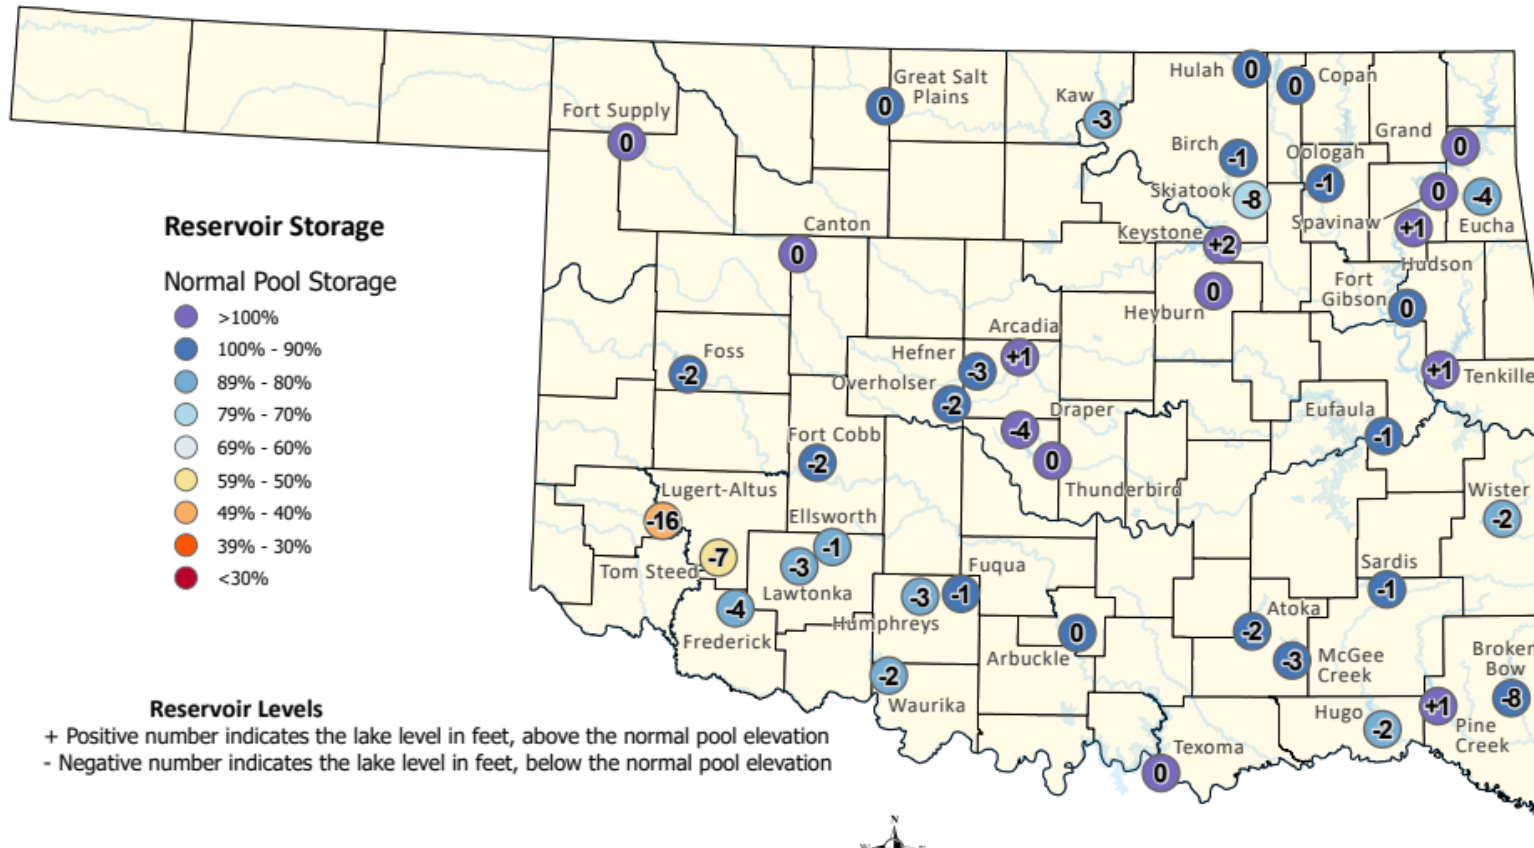 Hulah
0
0
Copan
Great Salt
Plains
0
Kaw
-3
Fort Supply
0
Grand
0
Birch
-1
Oologah
-1
Skiatook
-8
0
-4
Spavinaw
+1
Eucha
Reservoir Storage
Canton
0
Keystone
+2
Hudson
Normal Pool Storage
>100%
100% - 90%
89% - 80%
79% - 70%
69% - 60%
59% - 50%
49% - 40%
39% - 30%
<30%
0
Heyburn
Fort
Gibson
0
Arcadia
+1
Foss
-2
Hefner
-3
Overholser
-2
+1
Tenkille
Draper
-4
Eufaula
-1
Fort Cobb
-2
0
Thunderbird
Lugert-Altus
-16
Wister
-2
Ellsworth
-1
-7
Tom Steed
-3
Lawtonka
Fuqua
-3
-1
Humphreys
Sardis
-1
-4
Frederick
0
Arbuckle
Atoka
-2
-3
McGee
Creek
Broken
Bow
-8
-2
Waurika
Hugo
-2
+1
Pine
Creek
Texoma
0
Reservoir Levels
+ Positive number indicates the lake level in feet, above the normal pool elevation
- Negative number indicates the lake level in feet, below the normal pool elevation
N
W
E